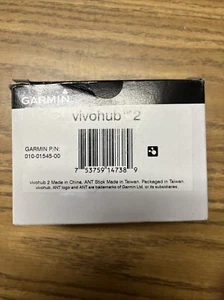 GARMIN
vivohub™ 2
GARMIN P/N:
010-01545-00
7 53759 14738 9
vivohub 2 Made in China. ANT Stick Made in Taiwan. Packaged in Taiwan.
vivohub, ANT logo and ANT are trademarks of Garmin Ltd. or its subsidiaries.